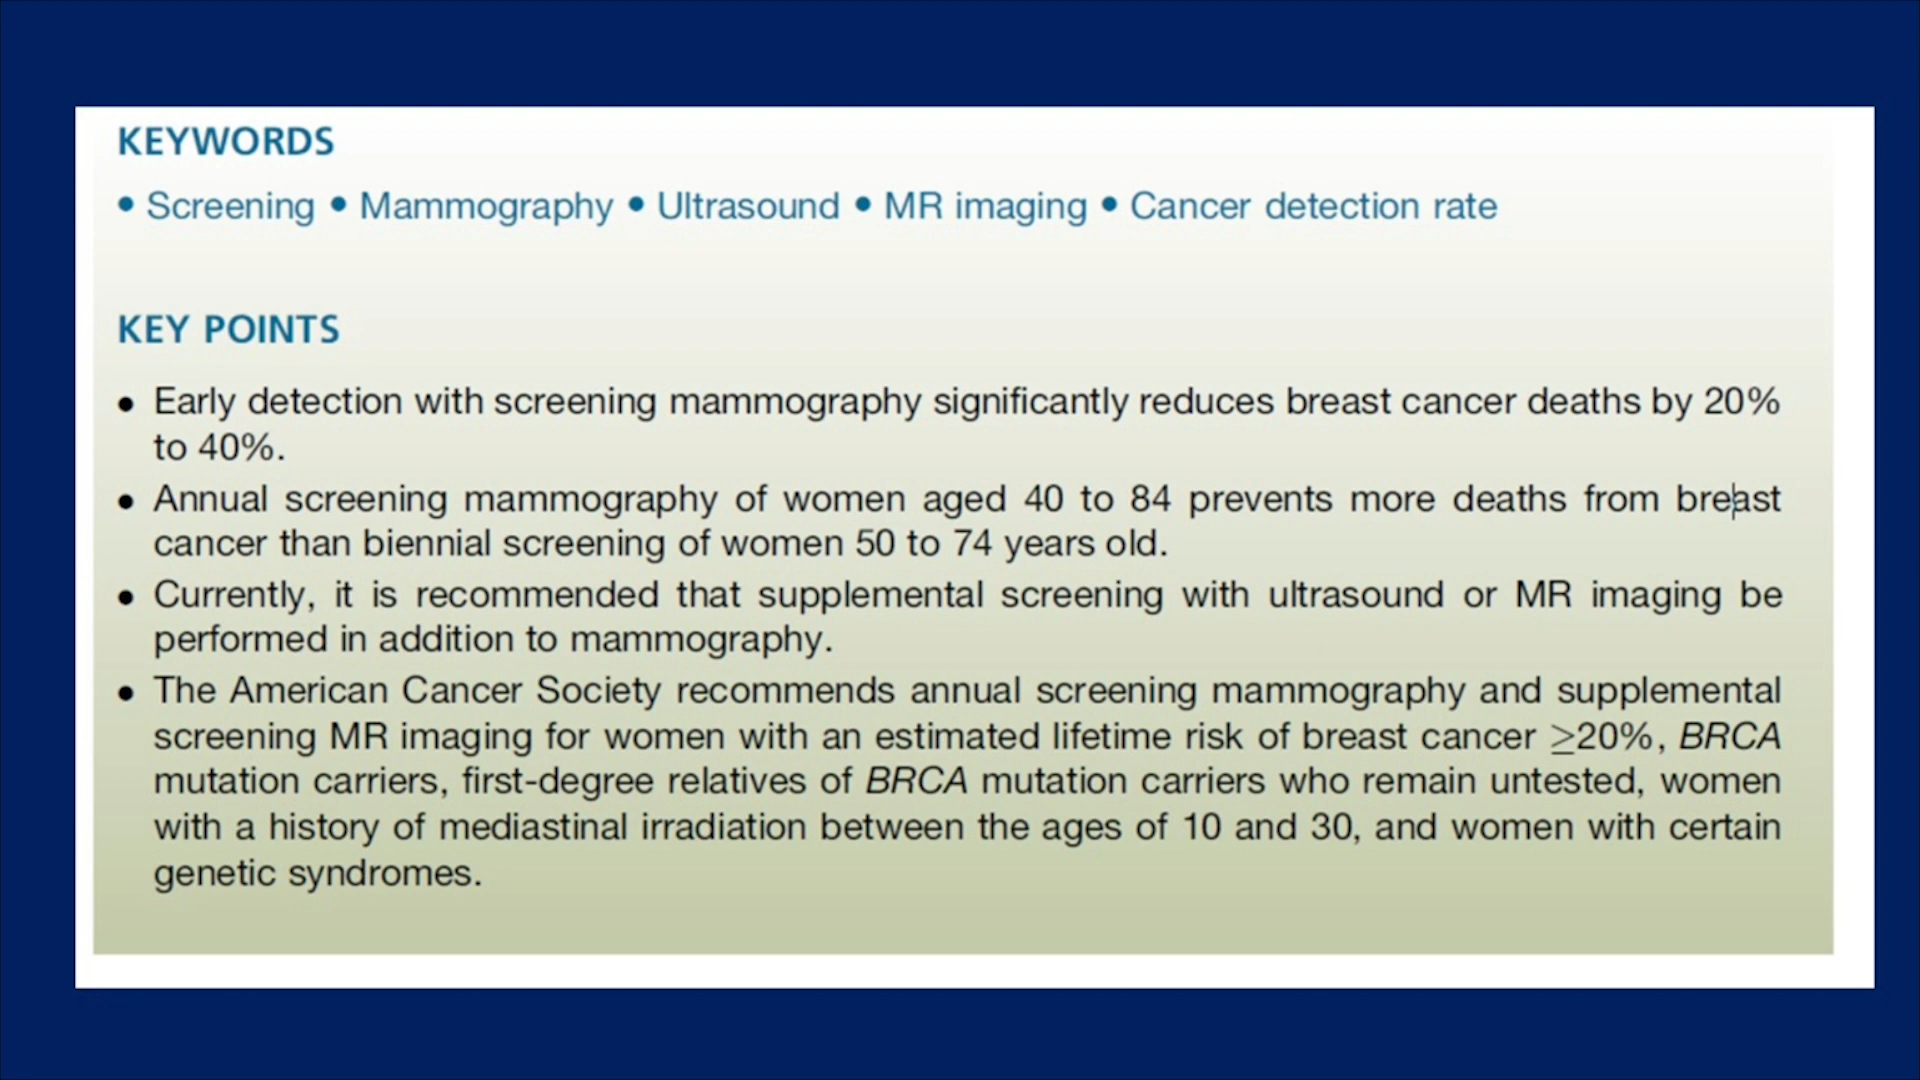 KEYWORDS
• Screening • Mammography • Ultrasound • MR imaging • Cancer detection rate
KEY POINTS
• Early detection with screening mammography significantly reduces breast cancer deaths by 20%
to 40%.
• Annual screening mammography of women aged 40 to 84 prevents more deaths from breast
cancer than biennial screening of women 50 to 74 years old.
• Currently, it is recommended that supplemental screening with ultrasound or MR imaging be
performed in addition to mammography.
• The American Cancer Society recommends annual screening mammography and supplemental
screening MR imaging for women with an estimated lifetime risk of breast cancer ≥20%, BRCA
mutation carriers, first-degree relatives of BRCA mutation carriers who remain untested, women
with a history of mediastinal irradiation between the ages of 10 and 30, and women with certain
genetic syndromes.